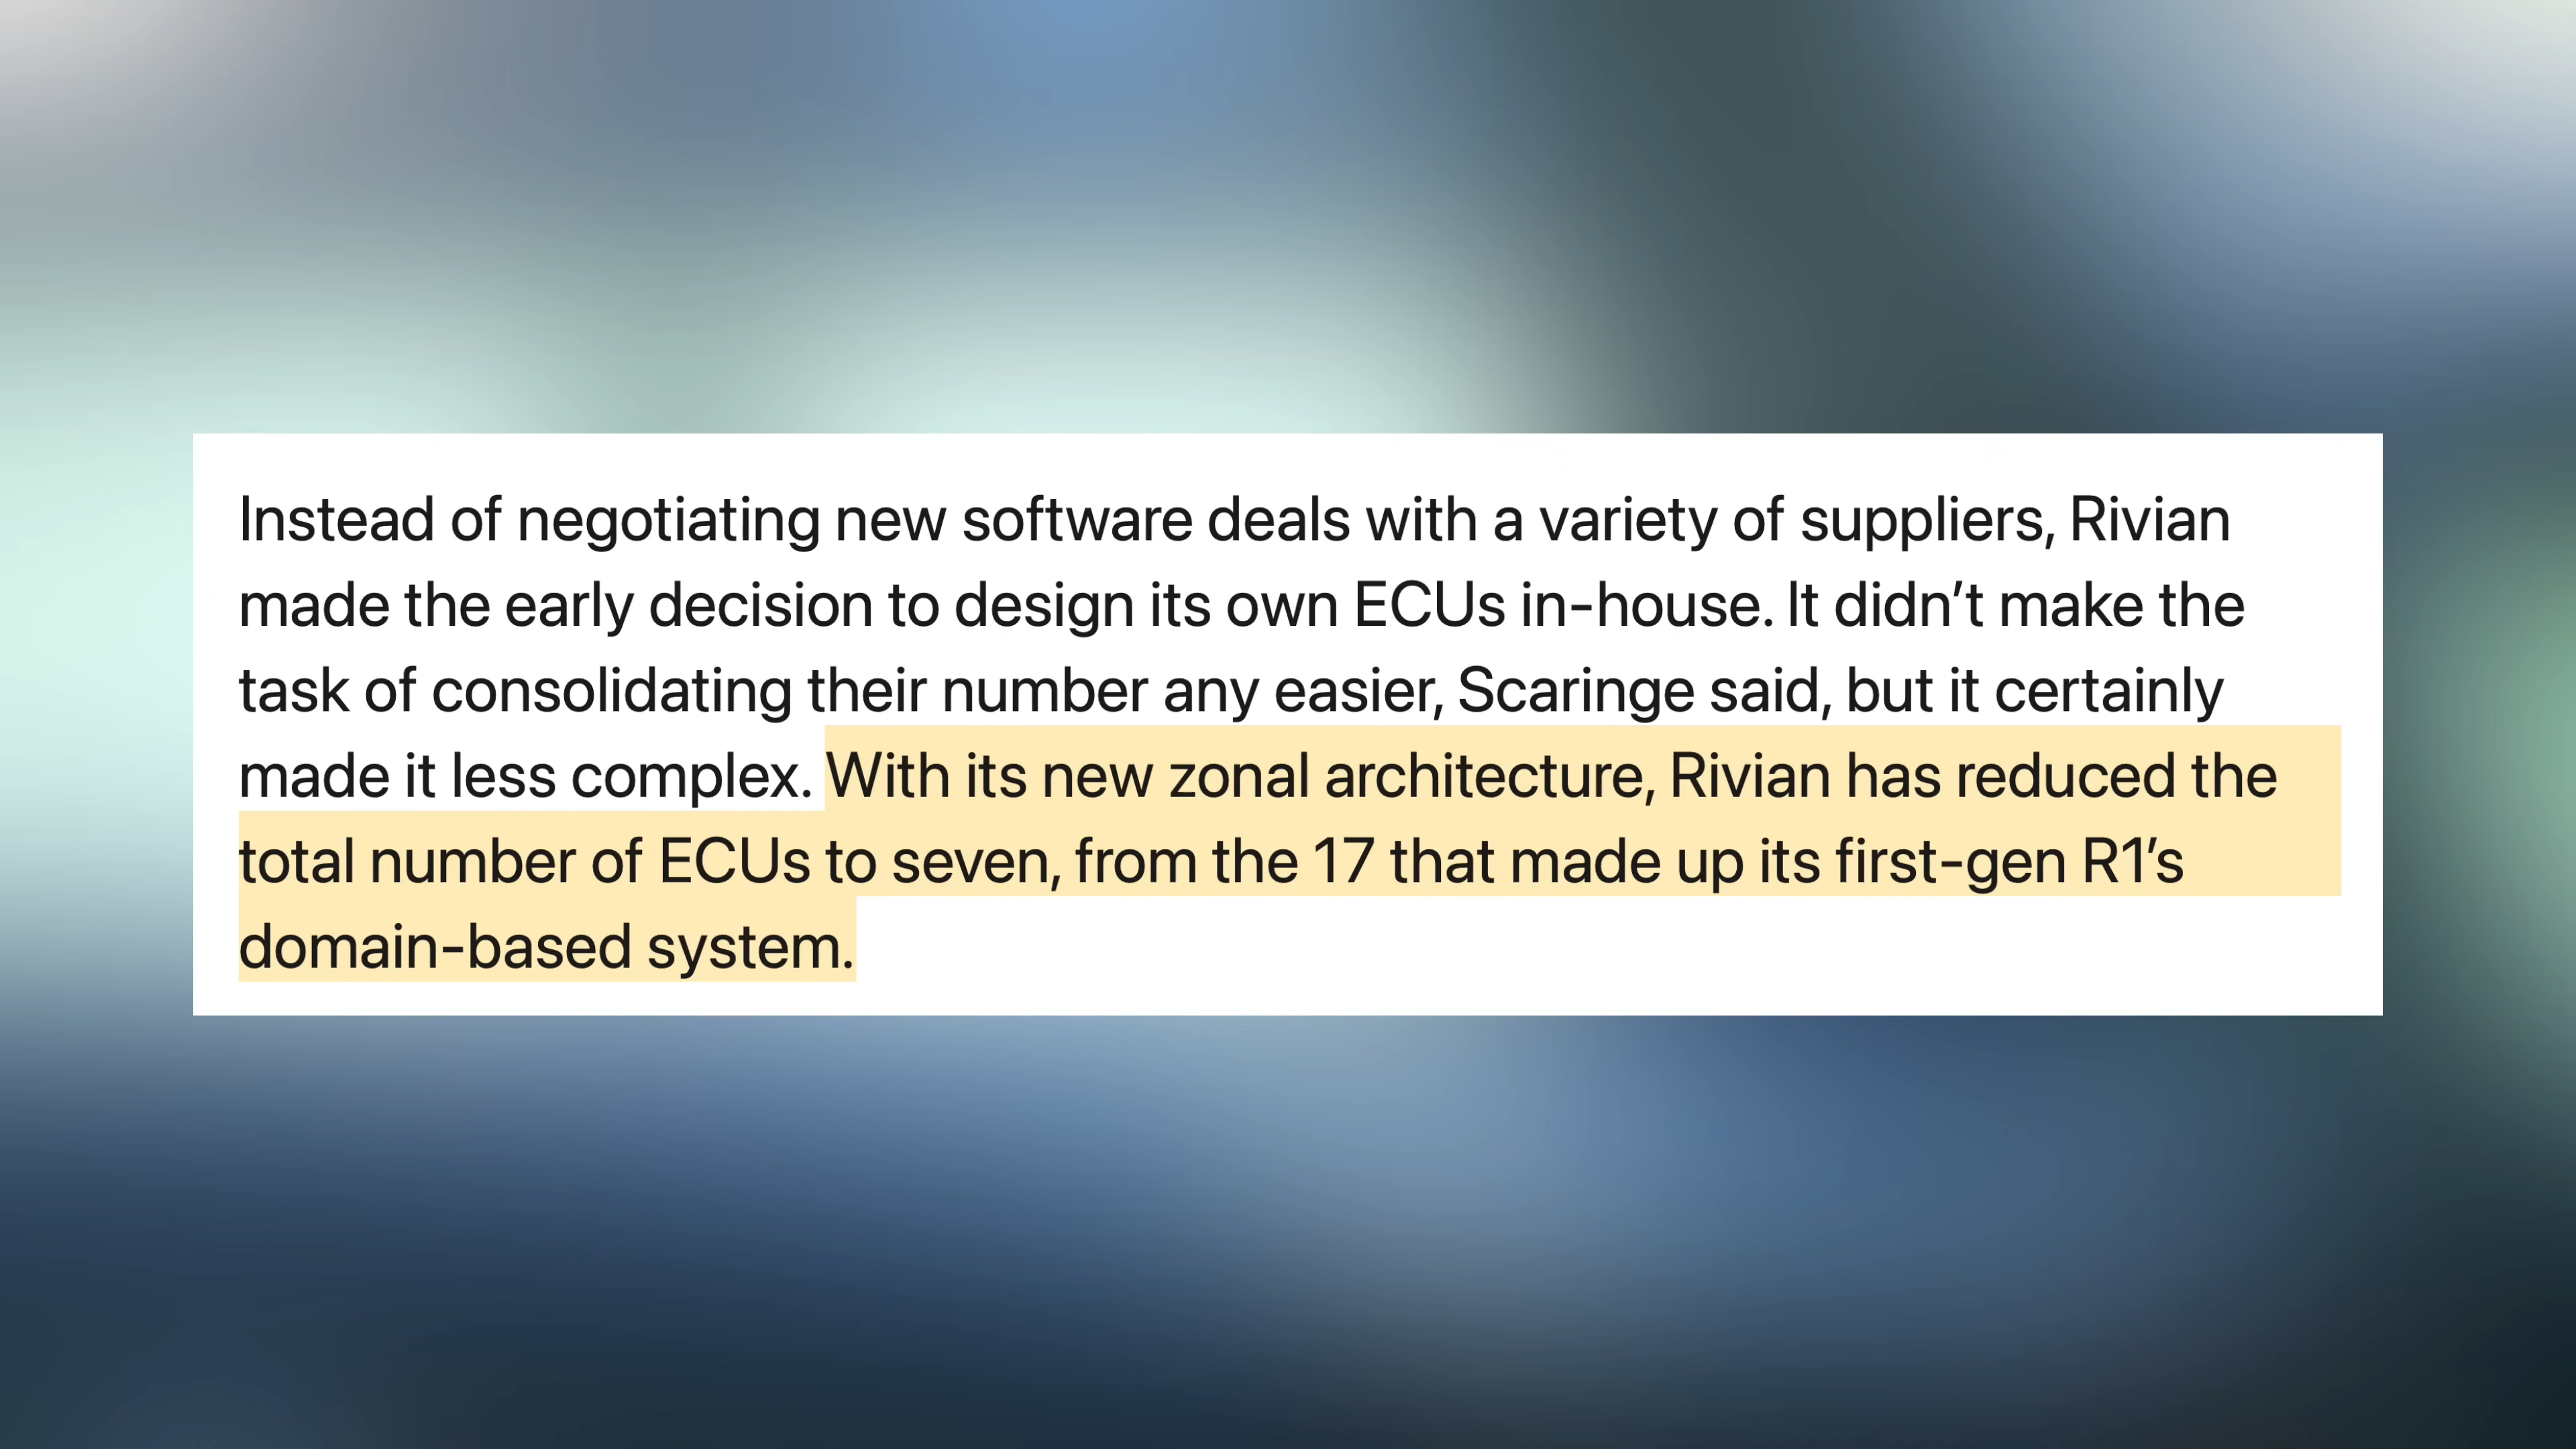 Instead of negotiating new software deals with a variety of suppliers, Rivian
made the early decision to design its own ECUs in-house. It didn’t make the
task of consolidating their number any easier, Scaringe said, but it certainly
made it less complex. With its new zonal architecture, Rivian has reduced the
total number of ECUs to seven, from the 17 that made up its first-gen R1’s
domain-based system.